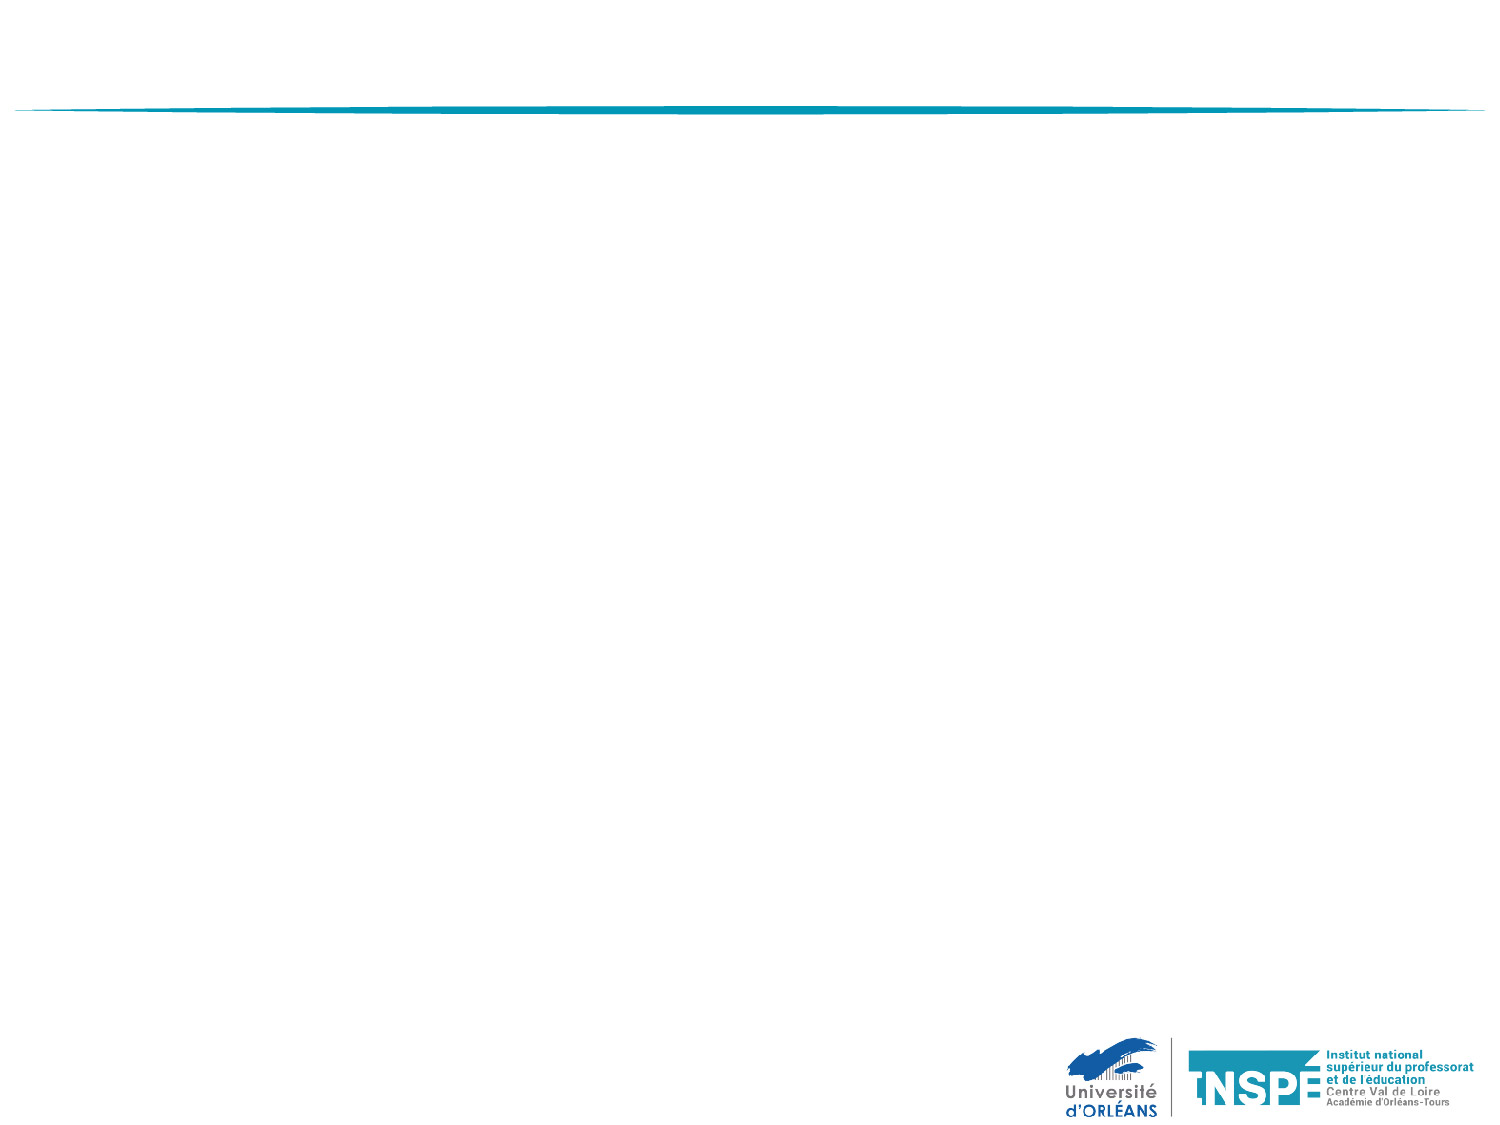 Université
d'ORLÉANS
INSPÉ
Institut national
supérieur du professorat
et de l'éducation
Centre Val de Loire
Académie d'Orléans-Tours